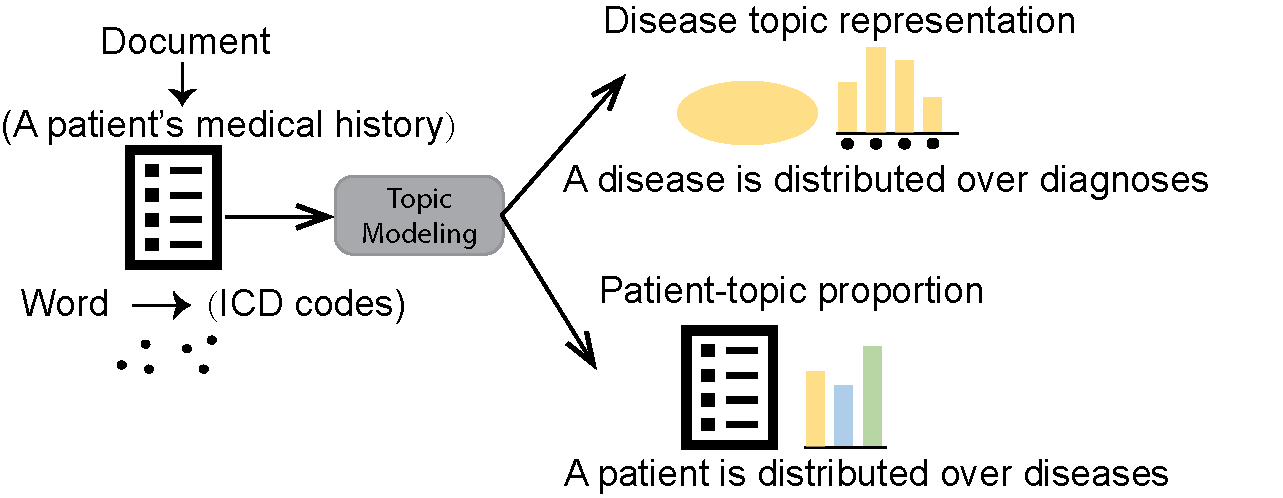 Document
(A patient's medical history)
Word
(ICD codes)
Topic
Modeling
Disease topic representation
A disease is distributed over diagnoses
Patient-topic proportion
A patient is distributed over diseases